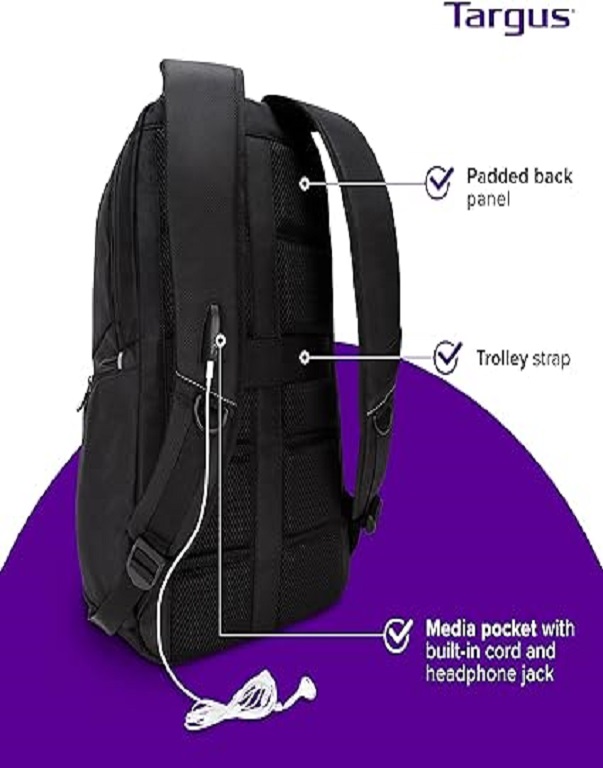 Targus
Padded back
panel
Trolley strap
Media pocket with
built-in cord and
headphone jack